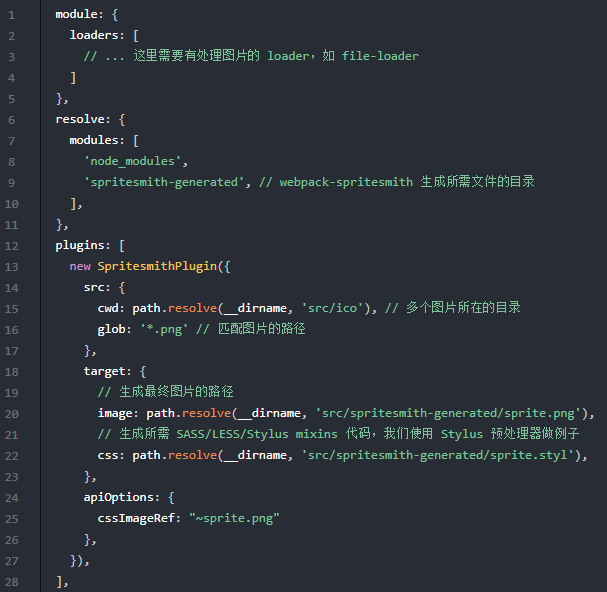 1 module: {
2   loaders: [
3     // ... 这里需要有处理图片的 loader，如 file-loader
4   ]
5 },
6 resolve: {
7   modules: [
8     'node_modules',
9     'spritesmith-generated', // webpack-spritesmith 生成所需文件的目录
10   ],
11 },
12 plugins: [
13   new SpritesmithPlugin({
14     src: {
15       cwd: path.resolve(__dirname, 'src/ico'), // 多个图片所在的目录
16       glob: '*.png' // 匹配图片的路径
17     },
18     target: {
19       // 生成最终图片的路径
20       image: path.resolve(__dirname, 'src/spritesmith-generated/sprite.png'),
21       // 生成所需 SASS/LESS/Stylus mixins 代码，我们使用 Stylus 预处理器做例子
22       css: path.resolve(__dirname, 'src/spritesmith-generated/sprite.styl'),
23     },
24     apiOptions: {
25       cssImageRef: "~sprite.png"
26     },
27   }),
28 ],